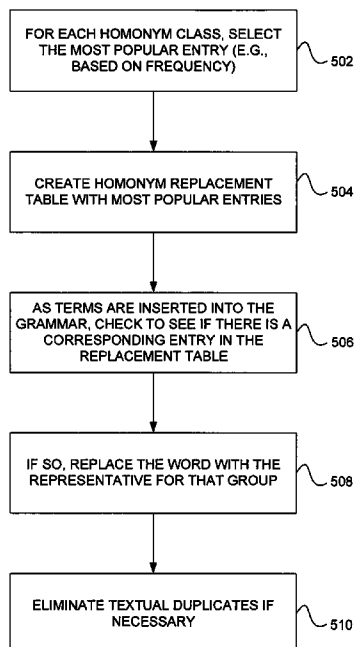 FOR EACH HOMONYM CLASS, SELECT
THE MOST POPULAR ENTRY (E.G.,
BASED ON FREQUENCY)
502
CREATE HOMONYM REPLACEMENT
TABLE WITH MOST POPULAR ENTRIES
504
AS TERMS ARE INSERTED INTO THE
GRAMMAR, CHECK TO SEE IF THERE IS A
CORRESPONDING ENTRY IN THE
REPLACEMENT TABLE
506
IF SO, REPLACE THE WORD WITH THE
REPRESENTATIVE FOR THAT GROUP
508
ELIMINATE TEXTUAL DUPLICATES IF
NECESSARY
510